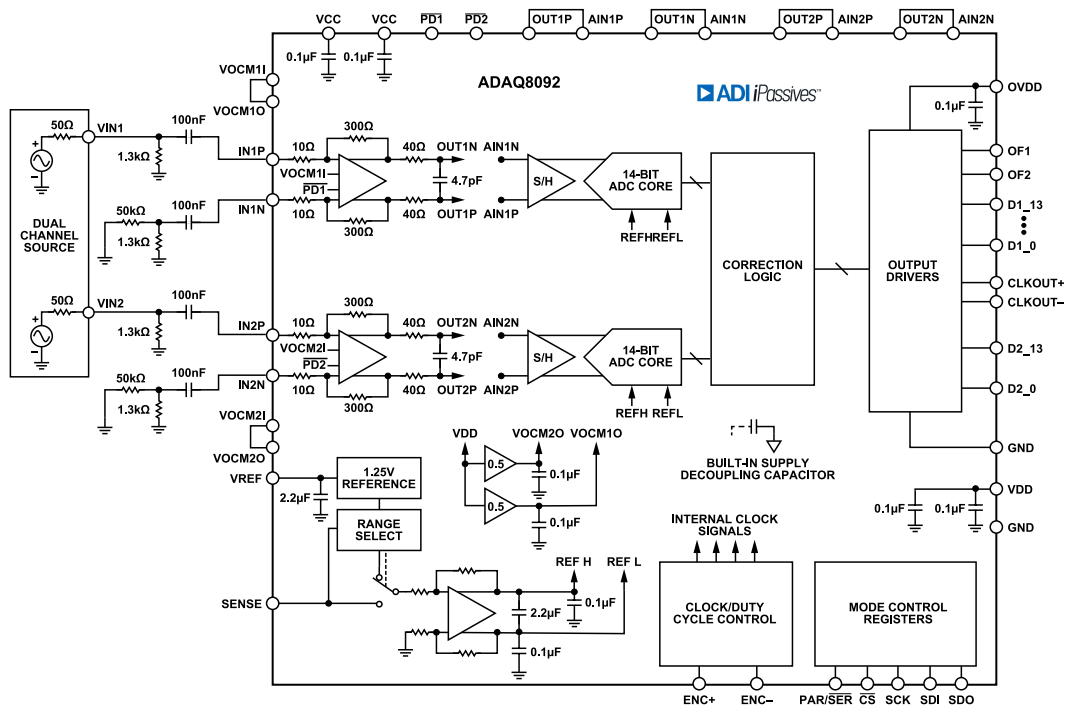 VCC
VCC
PD1
PD2
OUT1P
AIN1P
OUT1N
AIN1N
OUT2P
AIN2P
OUT2N
AIN2N
0.1µF
0.1µF
ADAQ8092
ADI iPassives™
VOCM1I
VOCM1O
OVDD
0.1µF
50Ω
VIN1
100nF
1.3kΩ
IN1P
10Ω
300Ω
40Ω
OUT1N
AIN1N
VOCM1I
PD1
4.7pF
S/H
14-BIT
ADC CORE
OF1
OF2
D1_13
D1_0
50kΩ
100nF
1.3kΩ
IN1N
10Ω
300Ω
40Ω
OUT1P
AIN1P
REFH
REFL
DUAL
CHANNEL
SOURCE
CORRECTION
LOGIC
OUTPUT
DRIVERS
CLKOUT+
CLKOUT–
50Ω
VIN2
100nF
1.3kΩ
IN2P
10Ω
300Ω
40Ω
OUT2N
AIN2N
VOCM2I
PD2
4.7pF
S/H
14-BIT
ADC CORE
D2_13
D2_0
50kΩ
100nF
1.3kΩ
IN2N
10Ω
300Ω
40Ω
OUT2P
AIN2P
REFH
REFL
VOCM2I
VOCM2O
VDD
VOCM2O
VOCM1O
0.5
0.1µF
0.5
0.1µF
BUILT-IN SUPPLY
DECOUPLING CAPACITOR
GND
VDD
0.1µF
0.1µF
GND
VREF
2.2µF
1.25V
REFERENCE
RANGE
SELECT
SENSE
REF H
REF L
0.1µF
2.2µF
0.1µF
INTERNAL CLOCK
SIGNALS
CLOCK/DUTY
CYCLE CONTROL
MODE CONTROL
REGISTERS
ENC+
ENC–
PAR/SER
CS
SCK
SDI
SDO